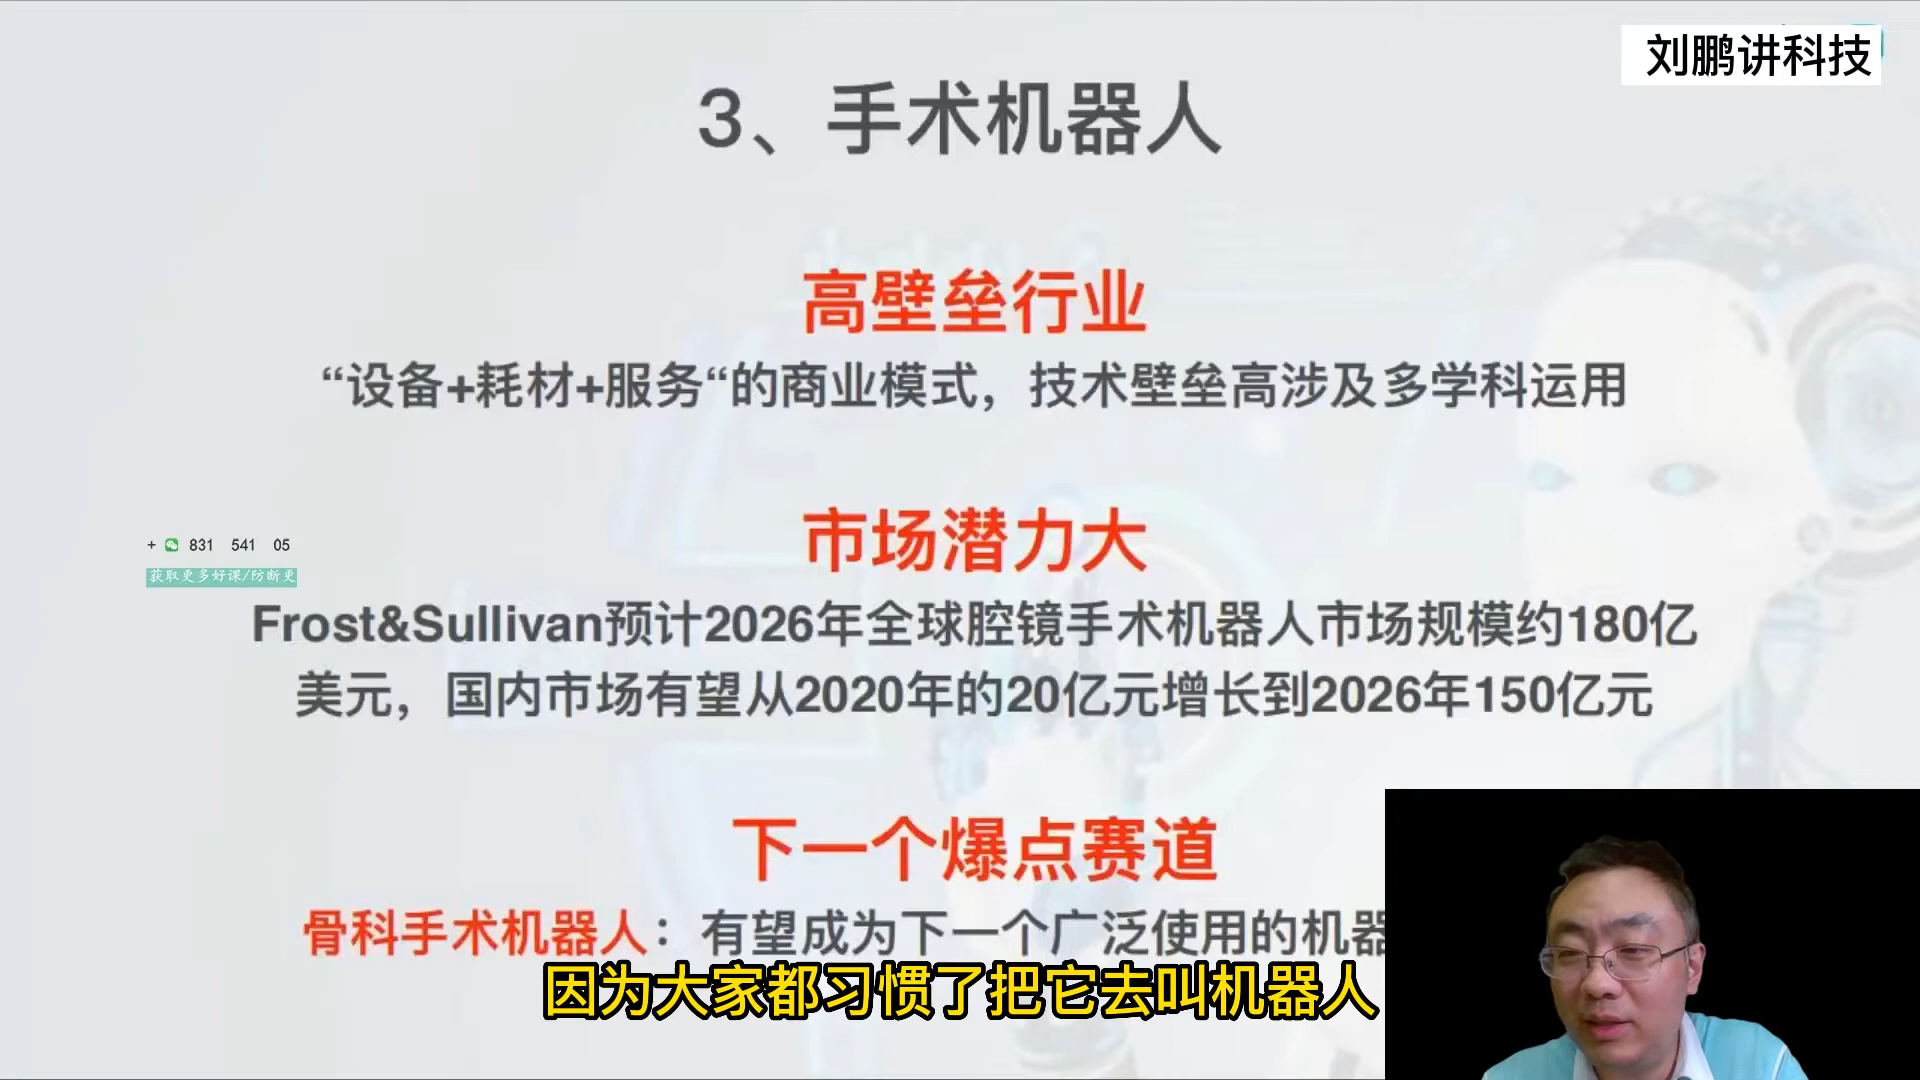 刘鹏讲科技
3、手术机器人
高壁垒行业
“设备+耗材+服务“的商业模式，技术壁垒高涉及多学科运用
市场潜力大
+ 831 541 05
获取更多好课/防断更
Frost&Sullivan预计2026年全球腔镜手术机器人市场规模约180亿
美元，国内市场有望从2020年的20亿元增长到2026年150亿元
下一个爆点赛道
骨科手术机器人：有望成为下一个广泛使用的机器
因为大家都习惯了把它去叫机器人